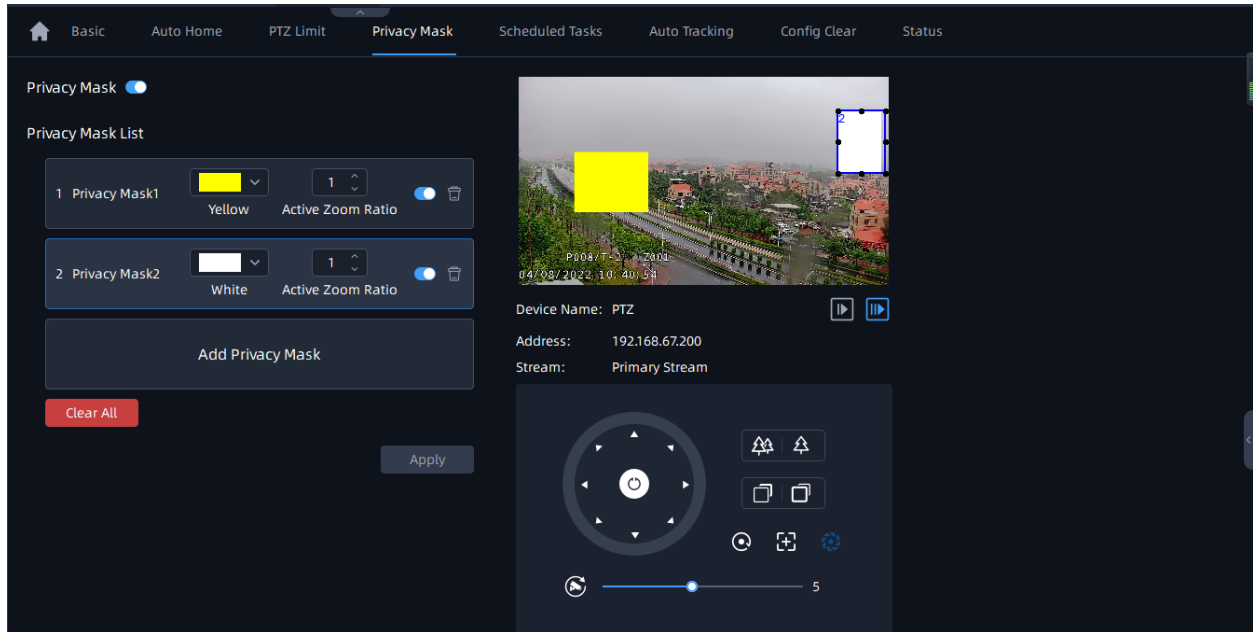 Basic Auto Home PTZ Limit Privacy Mask Scheduled Tasks Auto Tracking Config Clear Status
Privacy Mask
Privacy Mask List
1 Privacy Mask1 1
Yellow Active Zoom Ratio
2 Privacy Mask2 1
White Active Zoom Ratio
Add Privacy Mask
Clear All
Apply
2
04/08/2022 10:40:54
Device Name: PTZ
Address: 192.168.67.200
Stream: Primary Stream
5